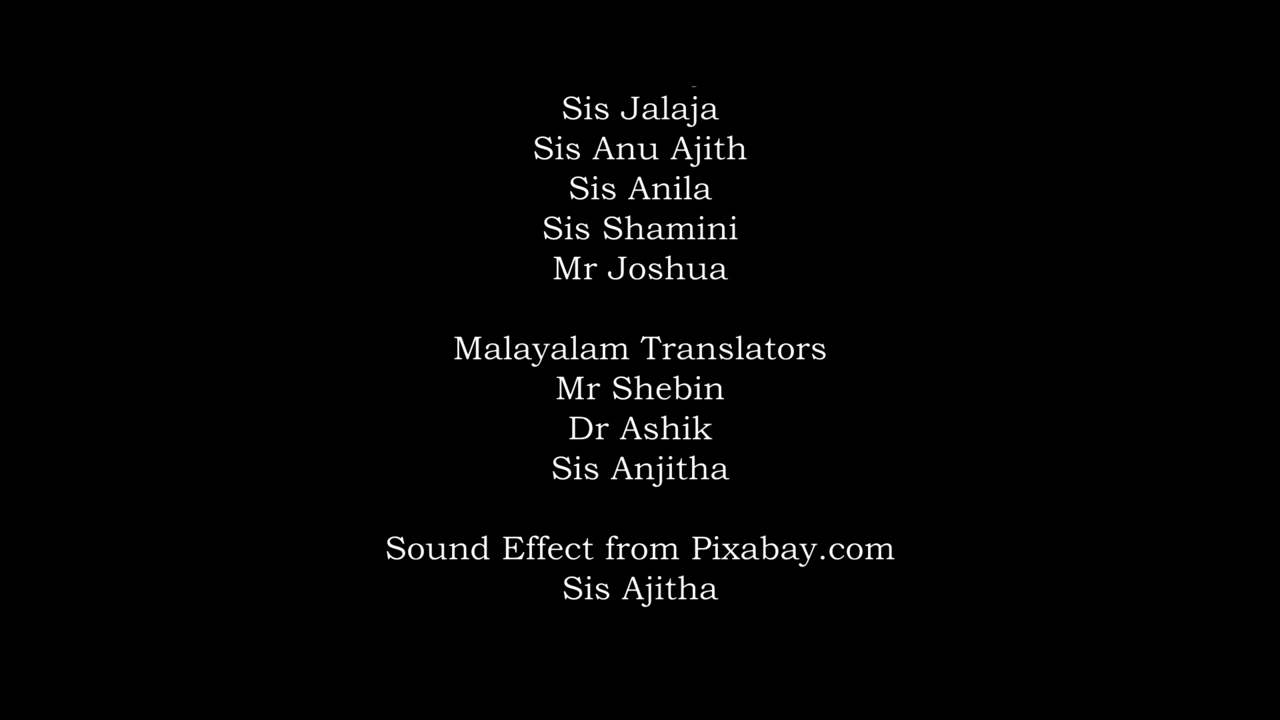 Sis Jalaja
Sis Anu Ajith
Sis Anila
Sis Shamini
Mr Joshua
Malayalam Translators
Mr Shebin
Dr Ashik
Sis Anjitha
Sound Effect from Pixabay.com
Sis Ajitha